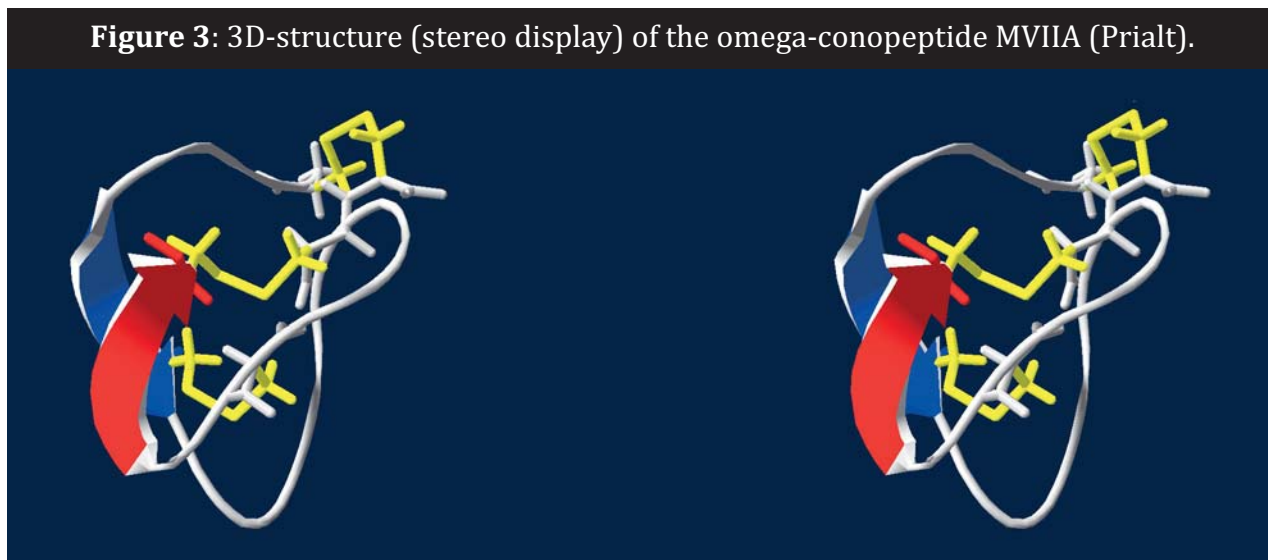 Figure 3: 3D-structure (stereo display) of the omega-conopeptide MVIIA (Prialt).